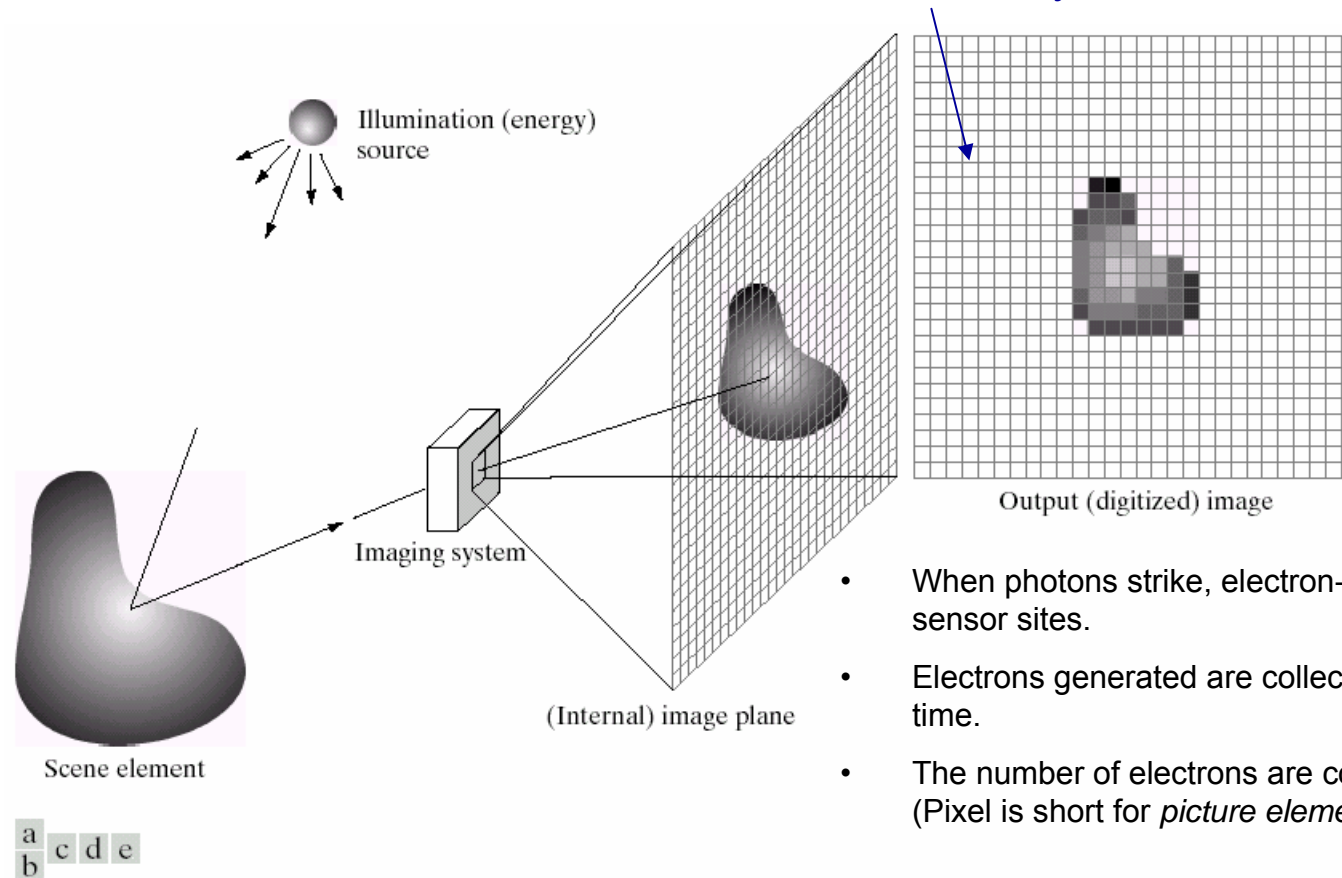 Illumination (energy)
source
Output (digitized) image
Imaging system
(Internal) image plane
Scene element
• When photons strike, electron-
sensor sites.
• Electrons generated are collec
time.
• The number of electrons are co
(Pixel is short for picture eleme
a
b c d e